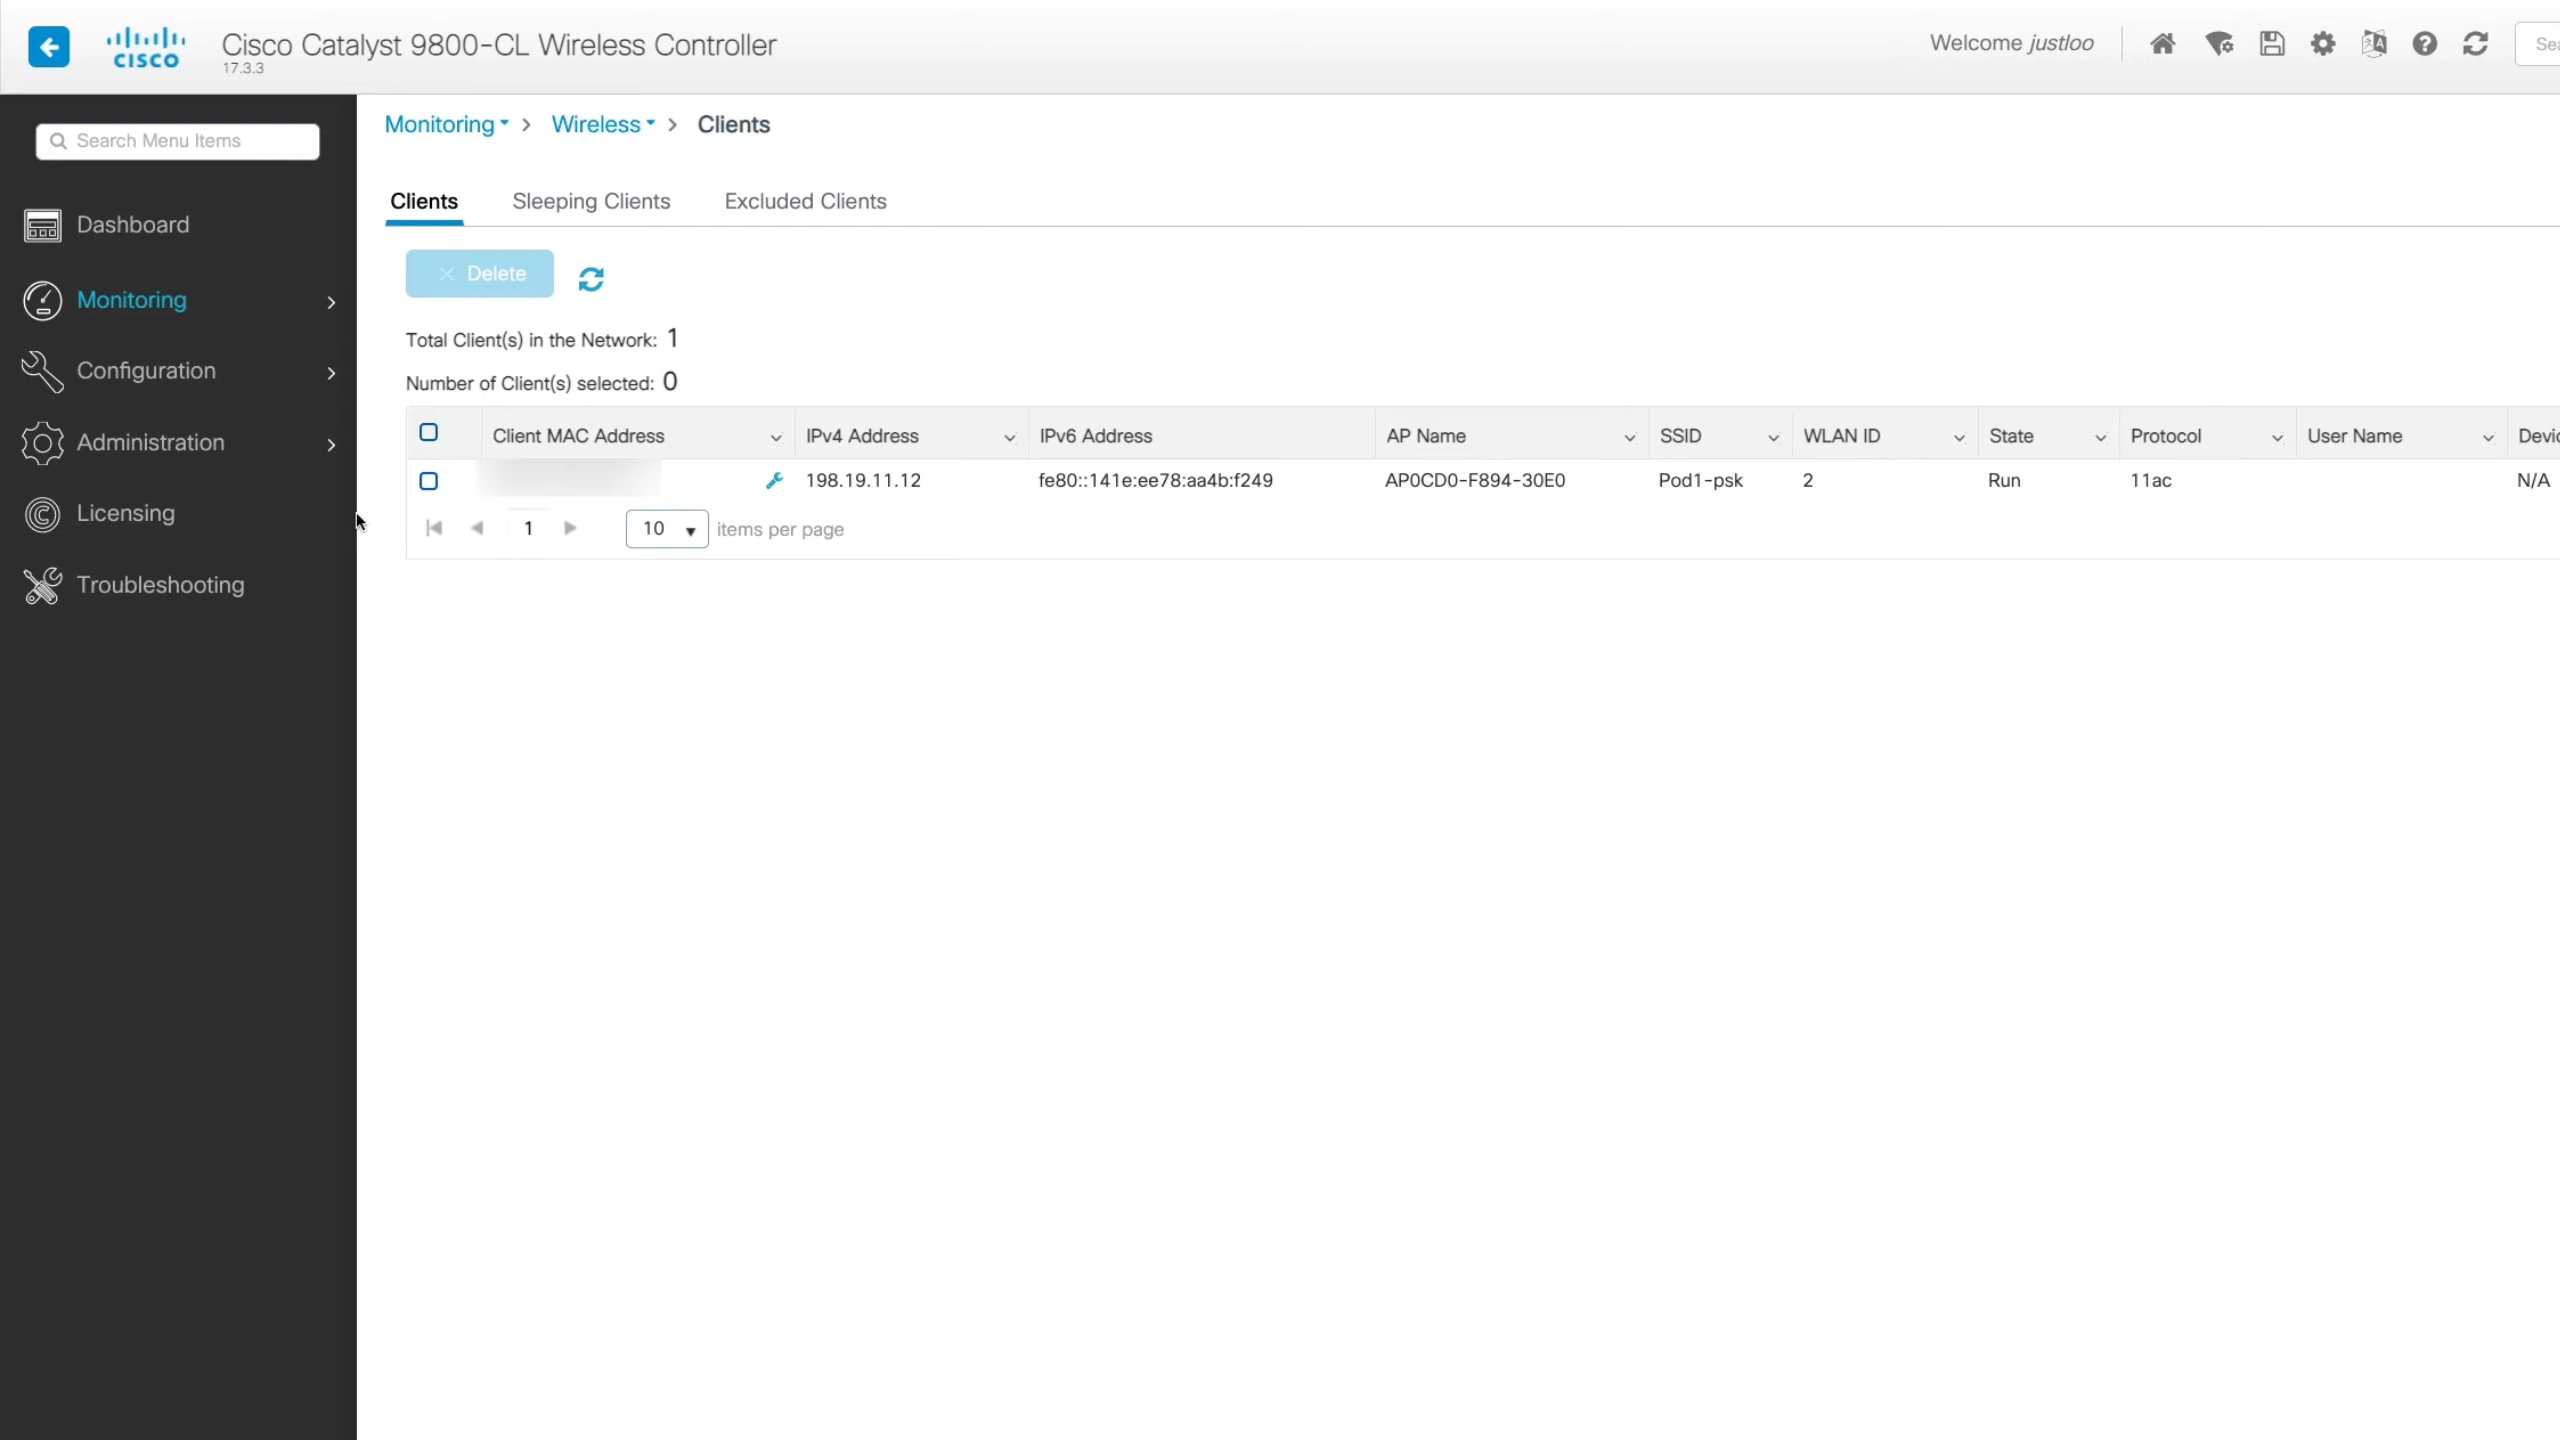 CISCO
Cisco Catalyst 9800-CL Wireless Controller
17.3.3
Welcome justloo
Search Menu Items
Dashboard
Monitoring
Configuration
Administration
Licensing
Troubleshooting
Monitoring > Wireless > Clients
Clients Sleeping Clients Excluded Clients
× Delete
Total Client(s) in the Network: 1
Number of Client(s) selected: 0
Client MAC Address IPv4 Address IPv6 Address AP Name SSID WLAN ID State Protocol User Name
198.19.11.12 fe80::141e:ee78:aa4b:f249 AP0CD0-F894-30E0 Pod1-psk 2 Run 11ac N/A
1 10 items per page